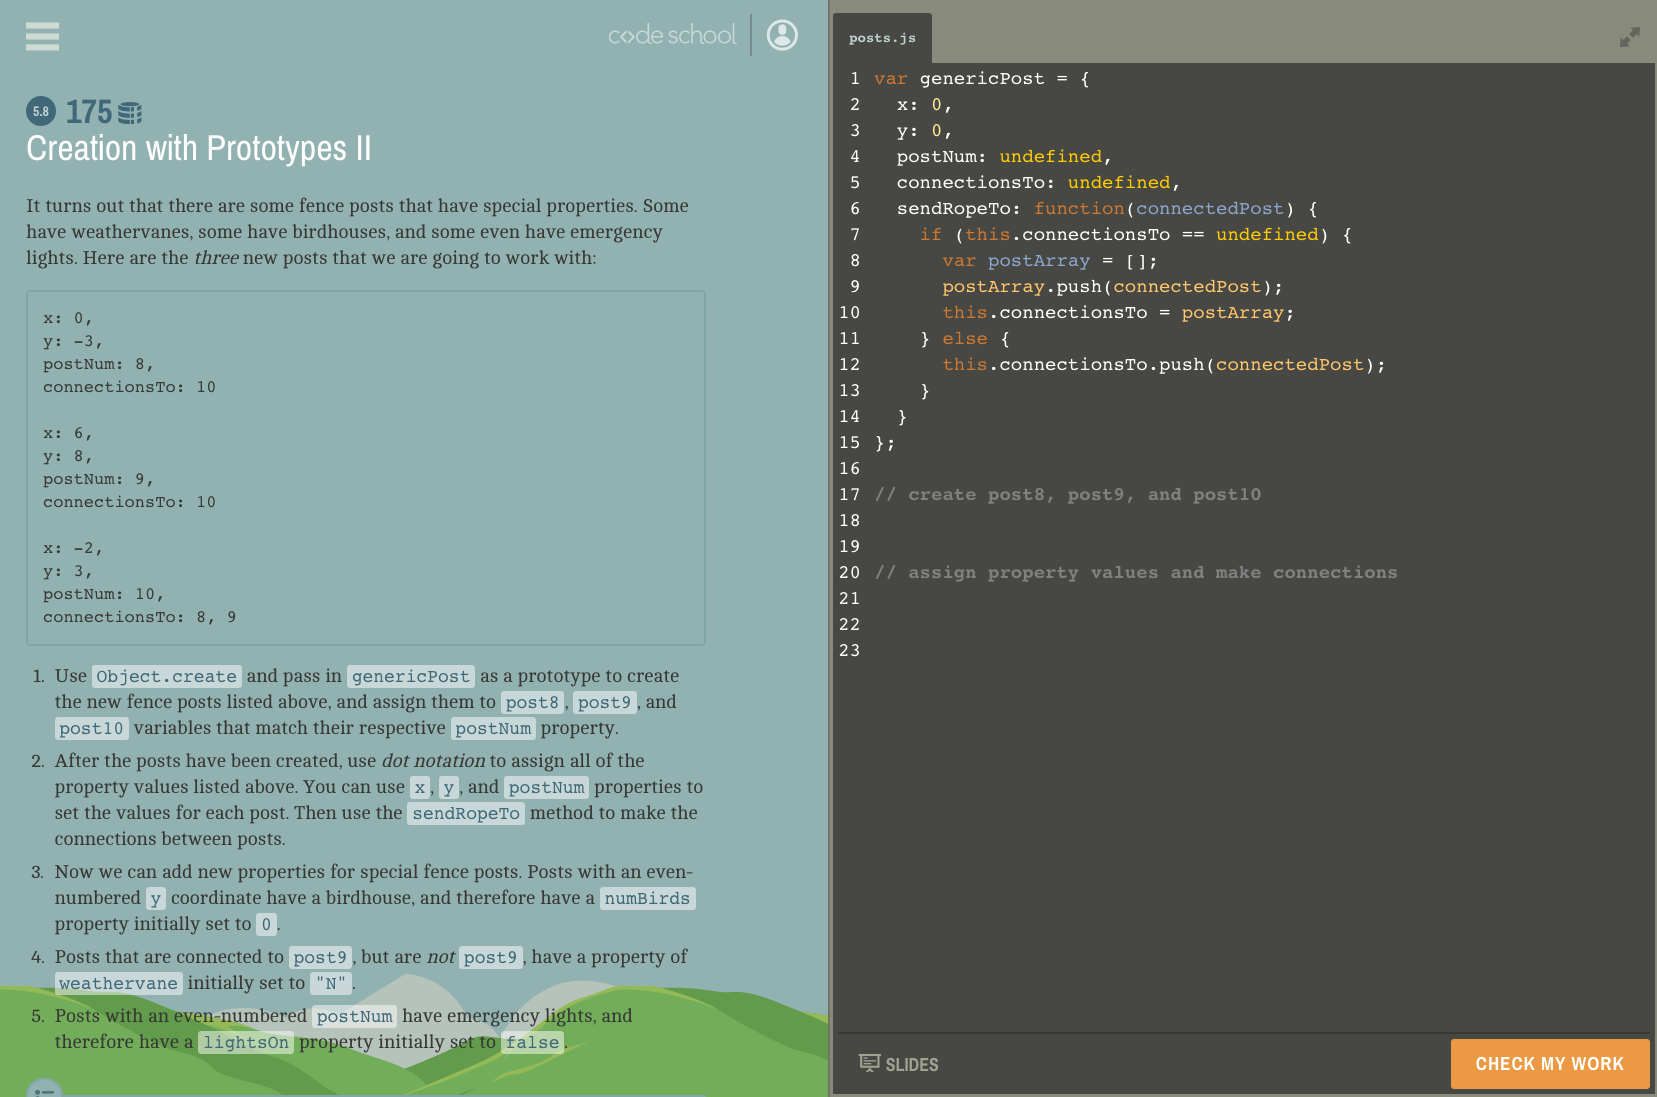 code school
5.8 175
Creation with Prototypes II
It turns out that there are some fence posts that have special properties. Some
have weathervanes, some have birdhouses, and some even have emergency
lights. Here are the three new posts that we are going to work with:
x: 0,
y: -3,
postNum: 8,
connectionsTo: 10
x: 6,
y: 8,
postNum: 9,
connectionsTo: 10
x: -2,
y: 3,
postNum: 10,
connectionsTo: 8, 9
1. Use Object.create and pass in genericPost as a prototype to create
the new fence posts listed above, and assign them to post8, post9, and
post10 variables that match their respective postNum property.
2. After the posts have been created, use dot notation to assign all of the
property values listed above. You can use x, y, and postNum properties to
set the values for each post. Then use the sendRopeTo method to make the
connections between posts.
3. Now we can add new properties for special fence posts. Posts with an even-
numbered y coordinate have a birdhouse, and therefore have a numBirds
property initially set to 0.
4. Posts that are connected to post9, but are not post9, have a property of
weathervane initially set to "N".
5. Posts with an even-numbered postNum have emergency lights, and
therefore have a lightsOn property initially set to false.
posts.js
1 var genericPost = {
2 x: 0,
3 y: 0,
4 postNum: undefined,
5 connectionsTo: undefined,
6 sendRopeTo: function(connectedPost) {
7 if (this.connectionsTo == undefined) {
8 var postArray = [];
9 postArray.push(connectedPost);
10 this.connectionsTo = postArray;
11 } else {
12 this.connectionsTo.push(connectedPost);
13 }
14 }
15 };
16
17 // create post8, post9, and post10
18
19
20 // assign property values and make connections
21
22
23
SLIDES
CHECK MY WORK